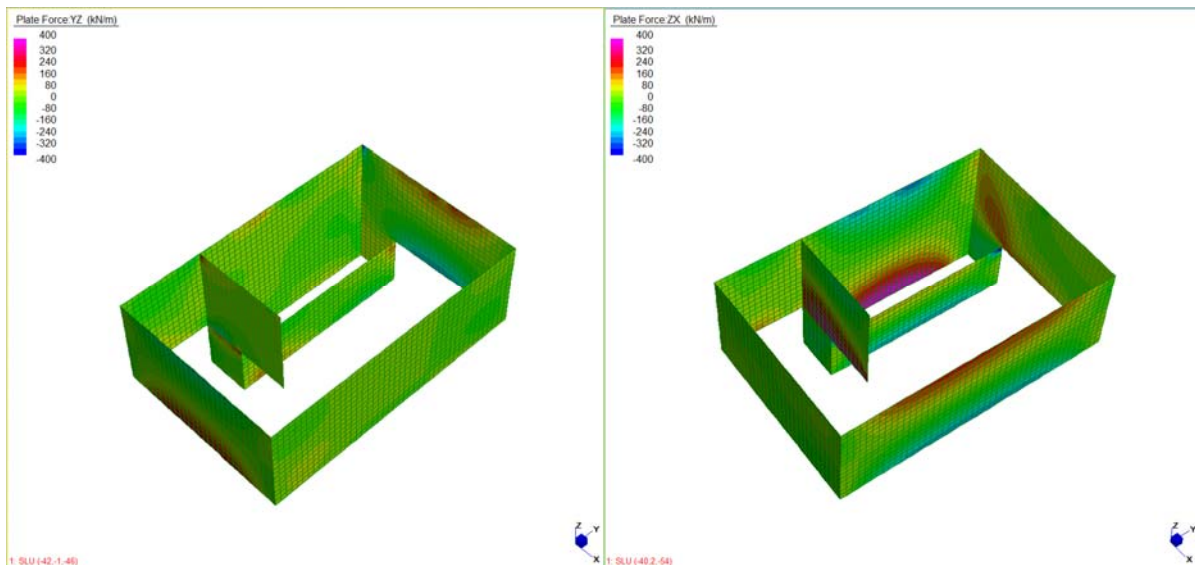 Plate Force:YZ (kN/m)
400
320
240
160
80
0
-80
-160
-240
-320
-400
Z
Y
X
1: SLU (-42,-1,-46)
Plate Force:ZX (kN/m)
400
320
240
160
80
0
-80
-160
-240
-320
-400
Z
Y
X
1: SLU (-40.2,-54)